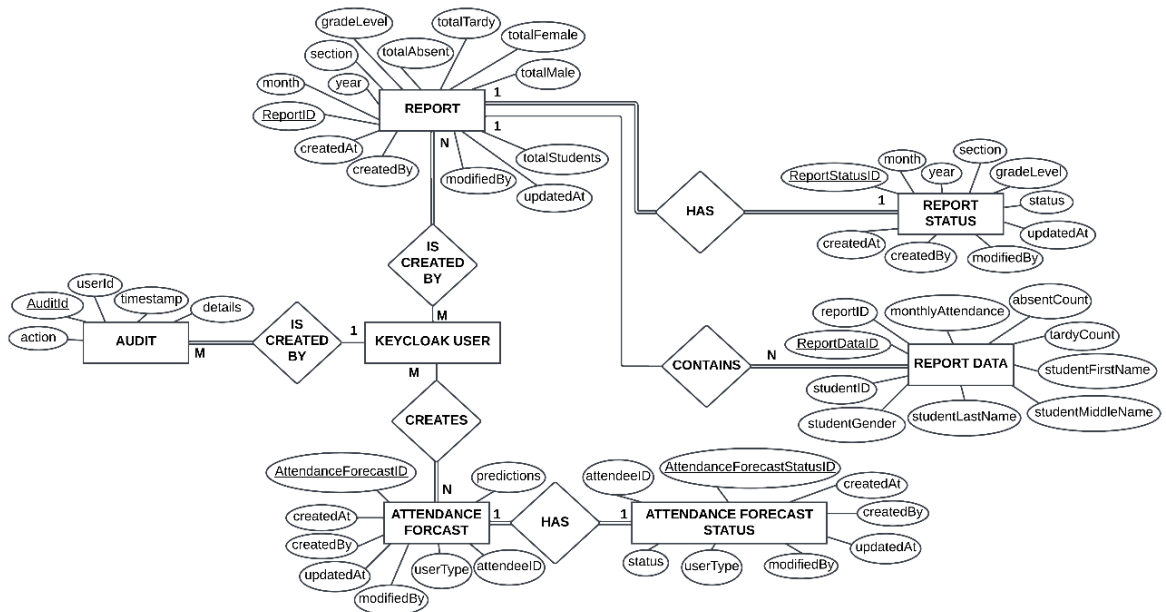 gradeLevel
totalTardy
totalFemale
totalAbsent
section
totalMale
month
year
REPORT
1
ReportID
1
N
createdAt
createdBy
modifiedBy
totalStudents
updatedAt
section
month
year
gradeLevel
ReportStatusID
REPORT
STATUS
status
1
HAS
updatedAt
createdAt
createdBy
modifiedBy
IS
CREATED
BY
M
userId
timestamp
AuditId
details
action
AUDIT
M
IS
CREATED
BY
1
KEYCLOAK USER
M
absentCount
monthlyAttendance
reportID
tardyCount
ReportDataID
REPORT DATA
N
CONTAINS
studentFirstName
studentID
studentMiddleName
studentLastName
studentGender
CREATES
N
AttendanceForecastID
predictions
createdAt
ATTENDANCE
FORCAST
1
HAS
1
createdBy
updatedAt
userType
attendeeID
modifiedBy
attendeeID
AttendanceForecastStatusID
createdAt
createdBy
ATTENDANCE FORECAST
STATUS
updatedAt
status
userType
modifiedBy